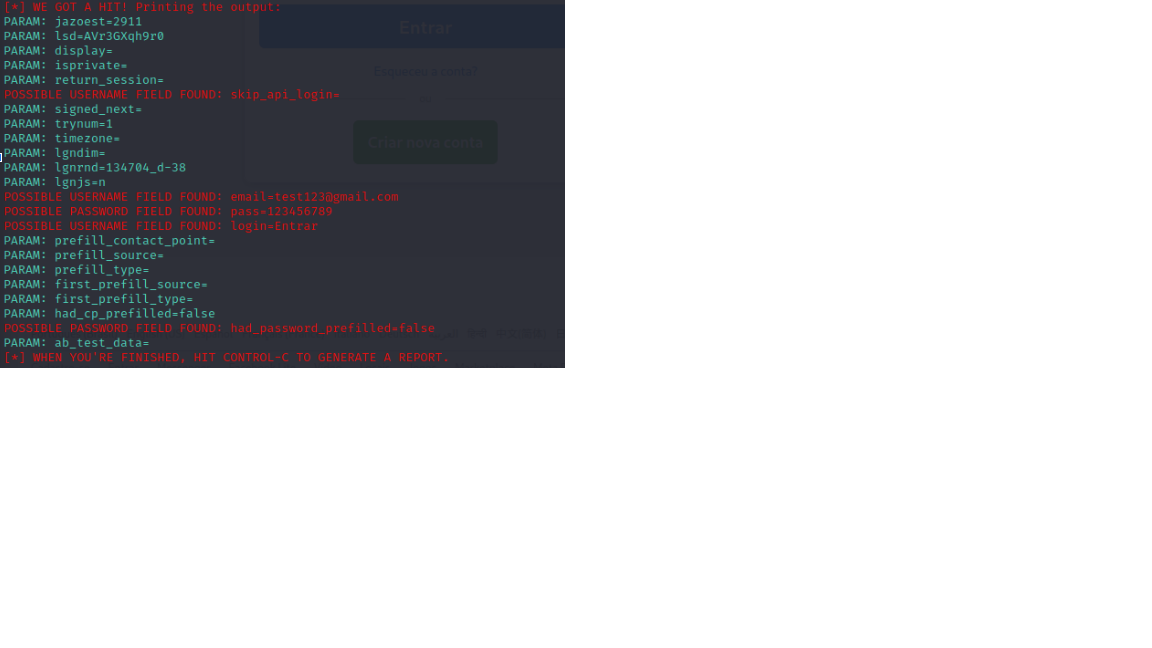 [*] WE GOT A HIT! Printing the output:
PARAM: jazoest=2911
PARAM: lsd=AVr3GXqh9r0
PARAM: display=
PARAM: isprivate=
PARAM: return_session=
POSSIBLE USERNAME FIELD FOUND: skip_api_login=
PARAM: signed_next=
PARAM: trynum=1
PARAM: timezone=
PARAM: lgndim=
PARAM: lgnrnd=134704_d-38
PARAM: lgnjs=n
POSSIBLE USERNAME FIELD FOUND: email=test123@gmail.com
POSSIBLE PASSWORD FIELD FOUND: pass=123456789
POSSIBLE USERNAME FIELD FOUND: login=Entrar
PARAM: prefill_contact_point=
PARAM: prefill_source=
PARAM: prefill_type=
PARAM: first_prefill_source=
PARAM: first_prefill_type=
PARAM: had_cp_prefilled=false
POSSIBLE PASSWORD FIELD FOUND: had_password_prefilled=false
PARAM: ab_test_data=
[*] WHEN YOU'RE FINISHED, HIT CONTROL-C TO GENERATE A REPORT.
Entrar
Esqueceu a conta?
Criar nova conta